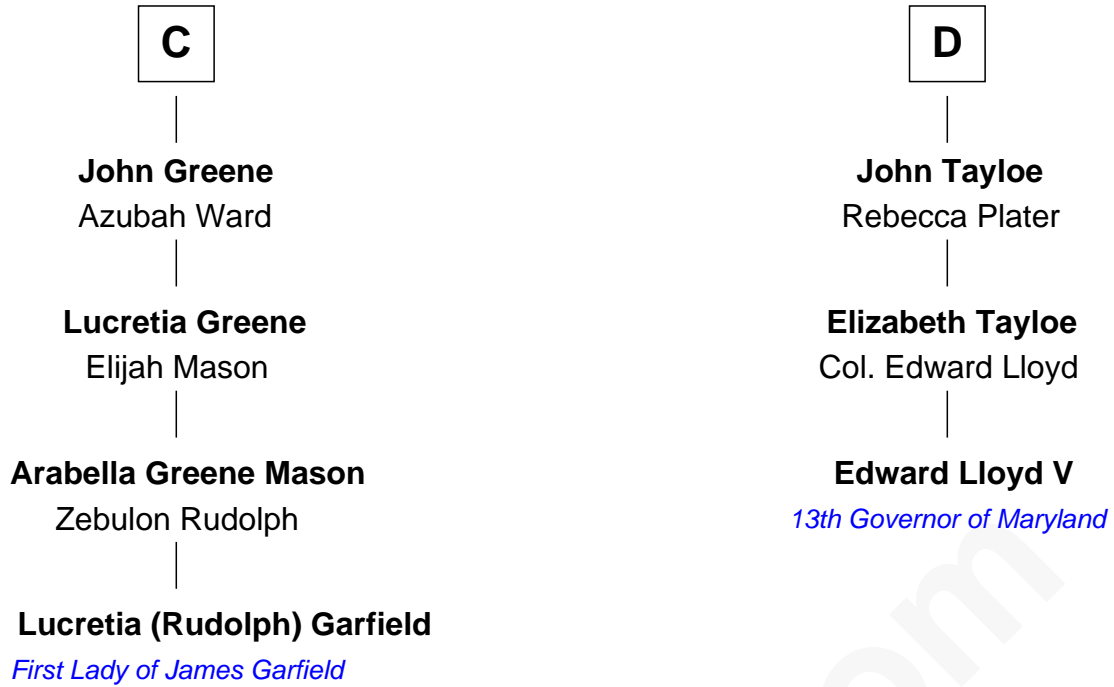 C
John Greene
Azubah Ward
Lucretia Greene
Elijah Mason
Arabella Greene Mason
Zebulon Rudolph
Lucretia (Rudolph) Garfield
First Lady of James Garfield
D
John Tayloe
Rebecca Plater
Elizabeth Tayloe
Col. Edward Lloyd
Edward Lloyd V
13th Governor of Maryland
om